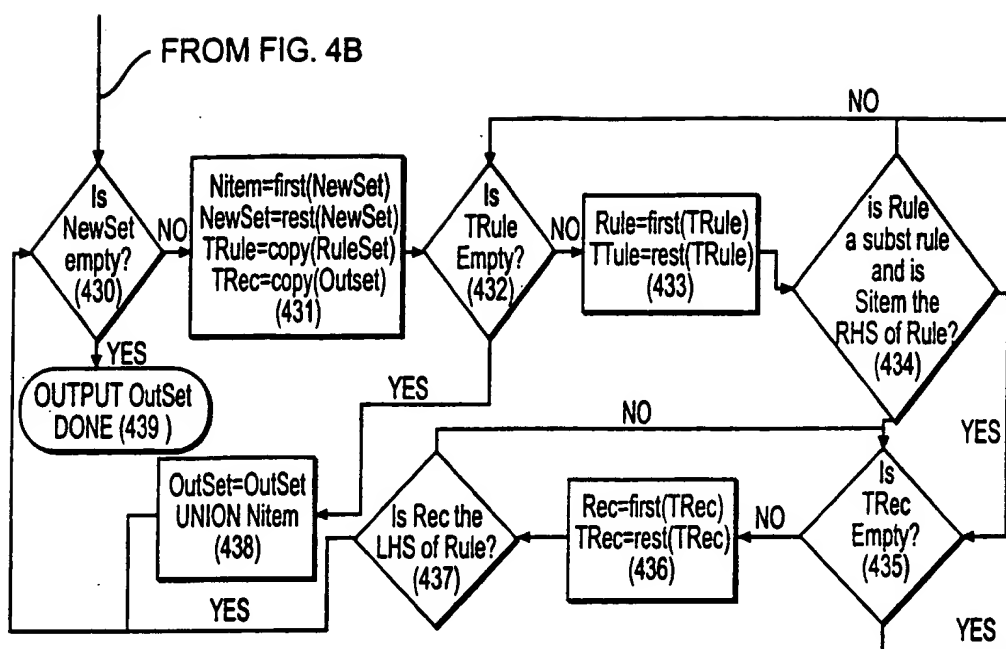 FROM FIG. 4B
Is
NewSet
empty?
(430)
NO
YES
OUTPUT OutSet
DONE (439 )
Nitem=first(NewSet)
NewSet=rest(NewSet)
TRule=copy(RuleSet)
TRec=copy(Outset)
(431)
Is
TRule
Empty?
(432)
NO
YES
Rule=first(TRule)
TTule=rest(TRule)
(433)
NO
is Rule
a subst rule
and is
Sitem the
RHS of Rule?
(434)
YES
Is
TRec
Empty?
(435)
NO
YES
Rec=first(TRec)
TRec=rest(TRec)
(436)
NO
Is Rec the
LHS of Rule?
(437)
YES
OutSet=OutSet
UNION Nitem
(438)